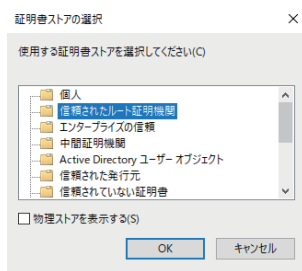 証明書ストアの選択
使用する証明書ストアを選択してください(C)
個人
信頼されたルート証明機関
エンタープライズの信頼
中間証明機関
Active Directory ユーザー オブジェクト
信頼された発行元
信頼されていない証明書
物理ストアを表示する(S)
OK キャンセル